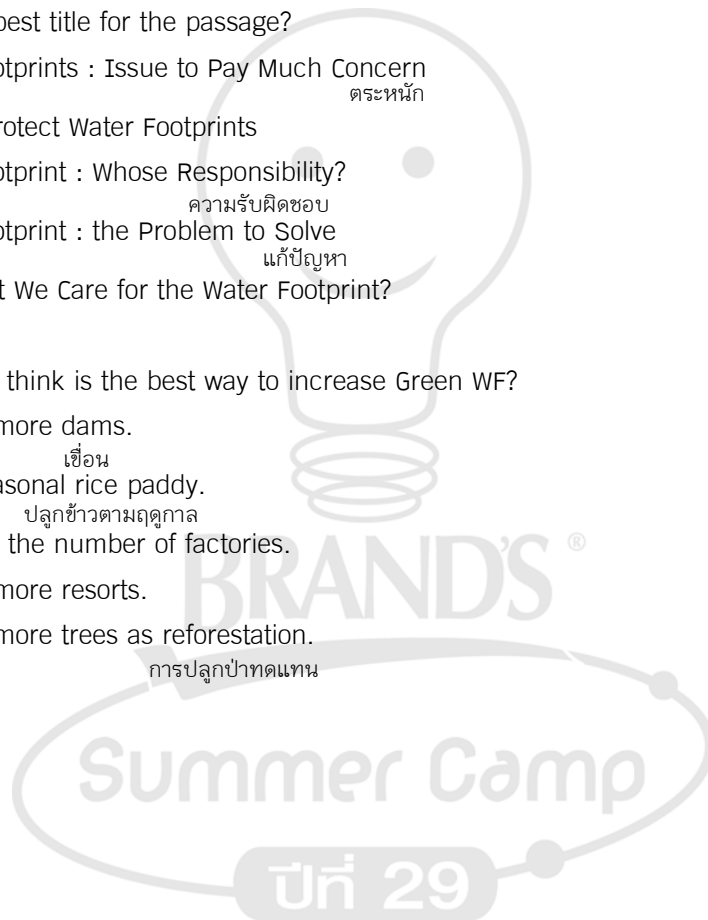 best title for the passage?
otprints : Issue to Pay Much Concern
ตระหนัก
rotect Water Footprints
otprint : Whose Responsibility?
ความรับผิดชอบ
otprint : the Problem to Solve
แก้ปัญหา
t We Care for the Water Footprint?
think is the best way to increase Green WF?
more dams.
เขื่อน
asonal rice paddy.
ปลูกข้าวตามฤดูกาล
the number of factories.
BRAND'S ®
more resorts.
more trees as reforestation.
การปลูกป่าทดแทน
Summer Camp
ปีที่ 29